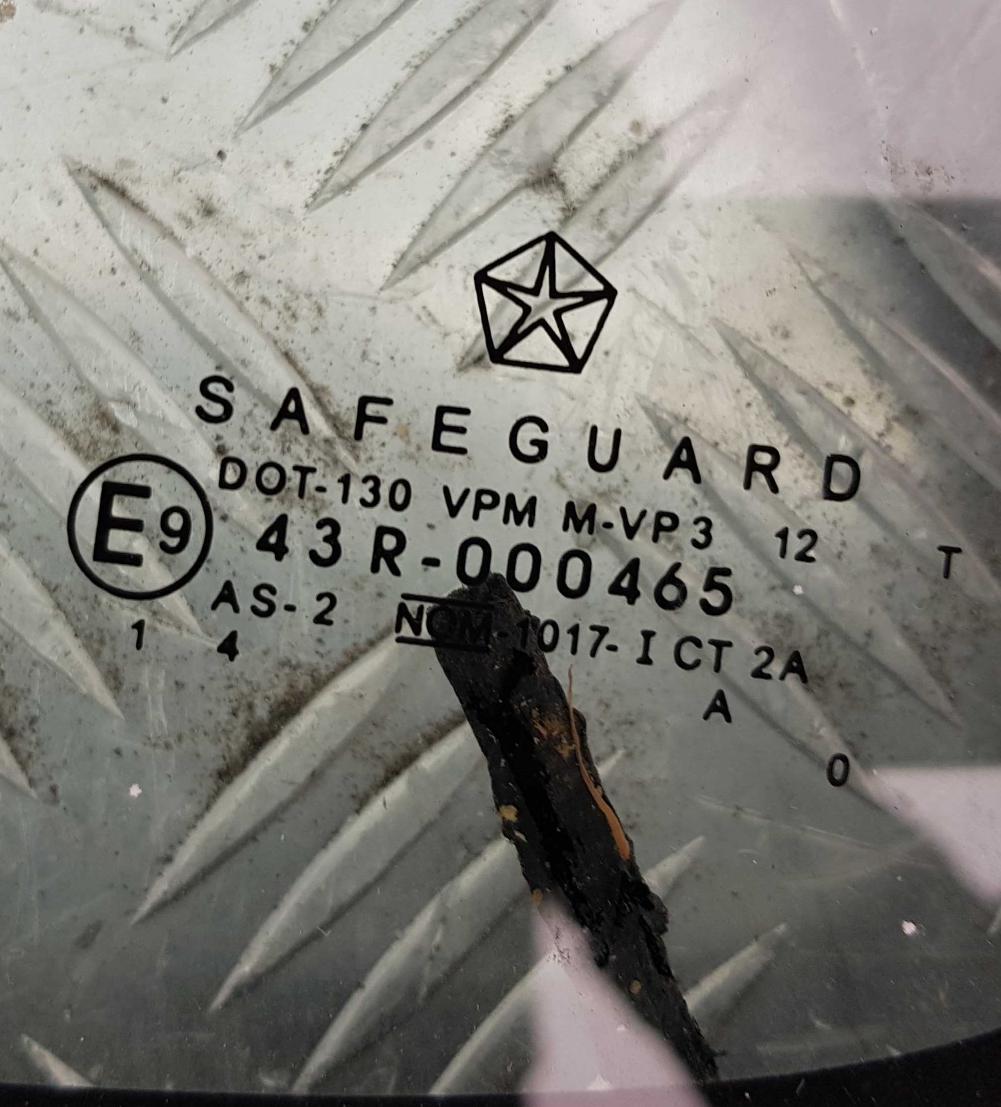 SAFEGUARD
DOT-130 VPM M-VP3 12 T
E9 43R-000465
AS-2 NOM-1017-I CT 2A
1 4 A
0